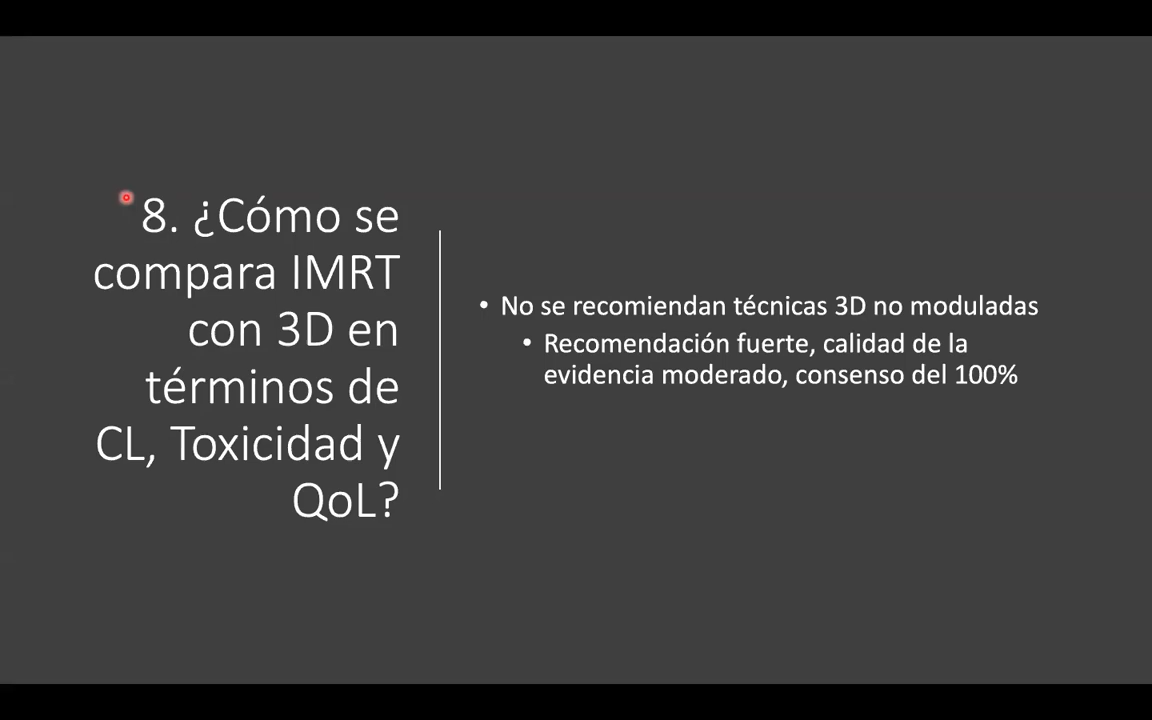 8. ¿Cómo se
compara IMRT
con 3D en
términos de
CL, Toxicidad y
QoL?
• No se recomiendan técnicas 3D no moduladas
• Recomendación fuerte, calidad de la
evidencia moderado, consenso del 100%